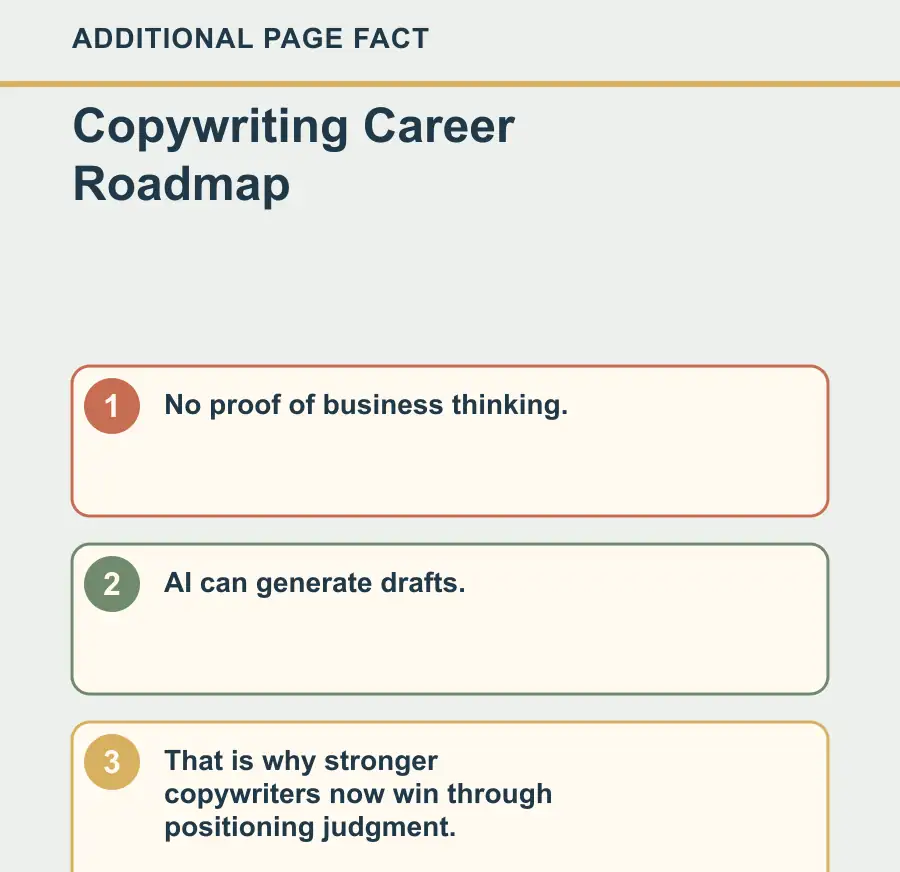 ADDITIONAL PAGE FACT
Copywriting Career
Roadmap
1
No proof of business thinking.
2
AI can generate drafts.
3
That is why stronger
copywriters now win through
positioning judgment.